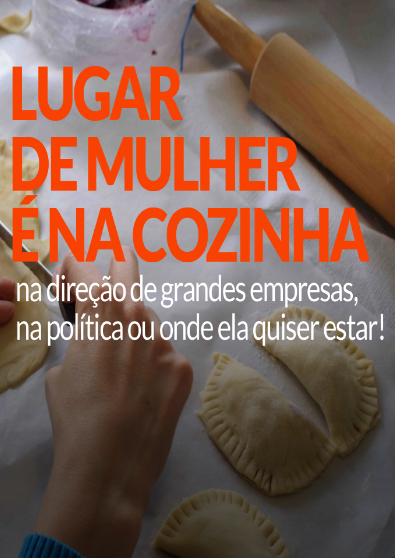 LUGAR
DE MULHER
É NA COZINHA
na direção de grandes empresas,
na política ou onde ela quiser estar!